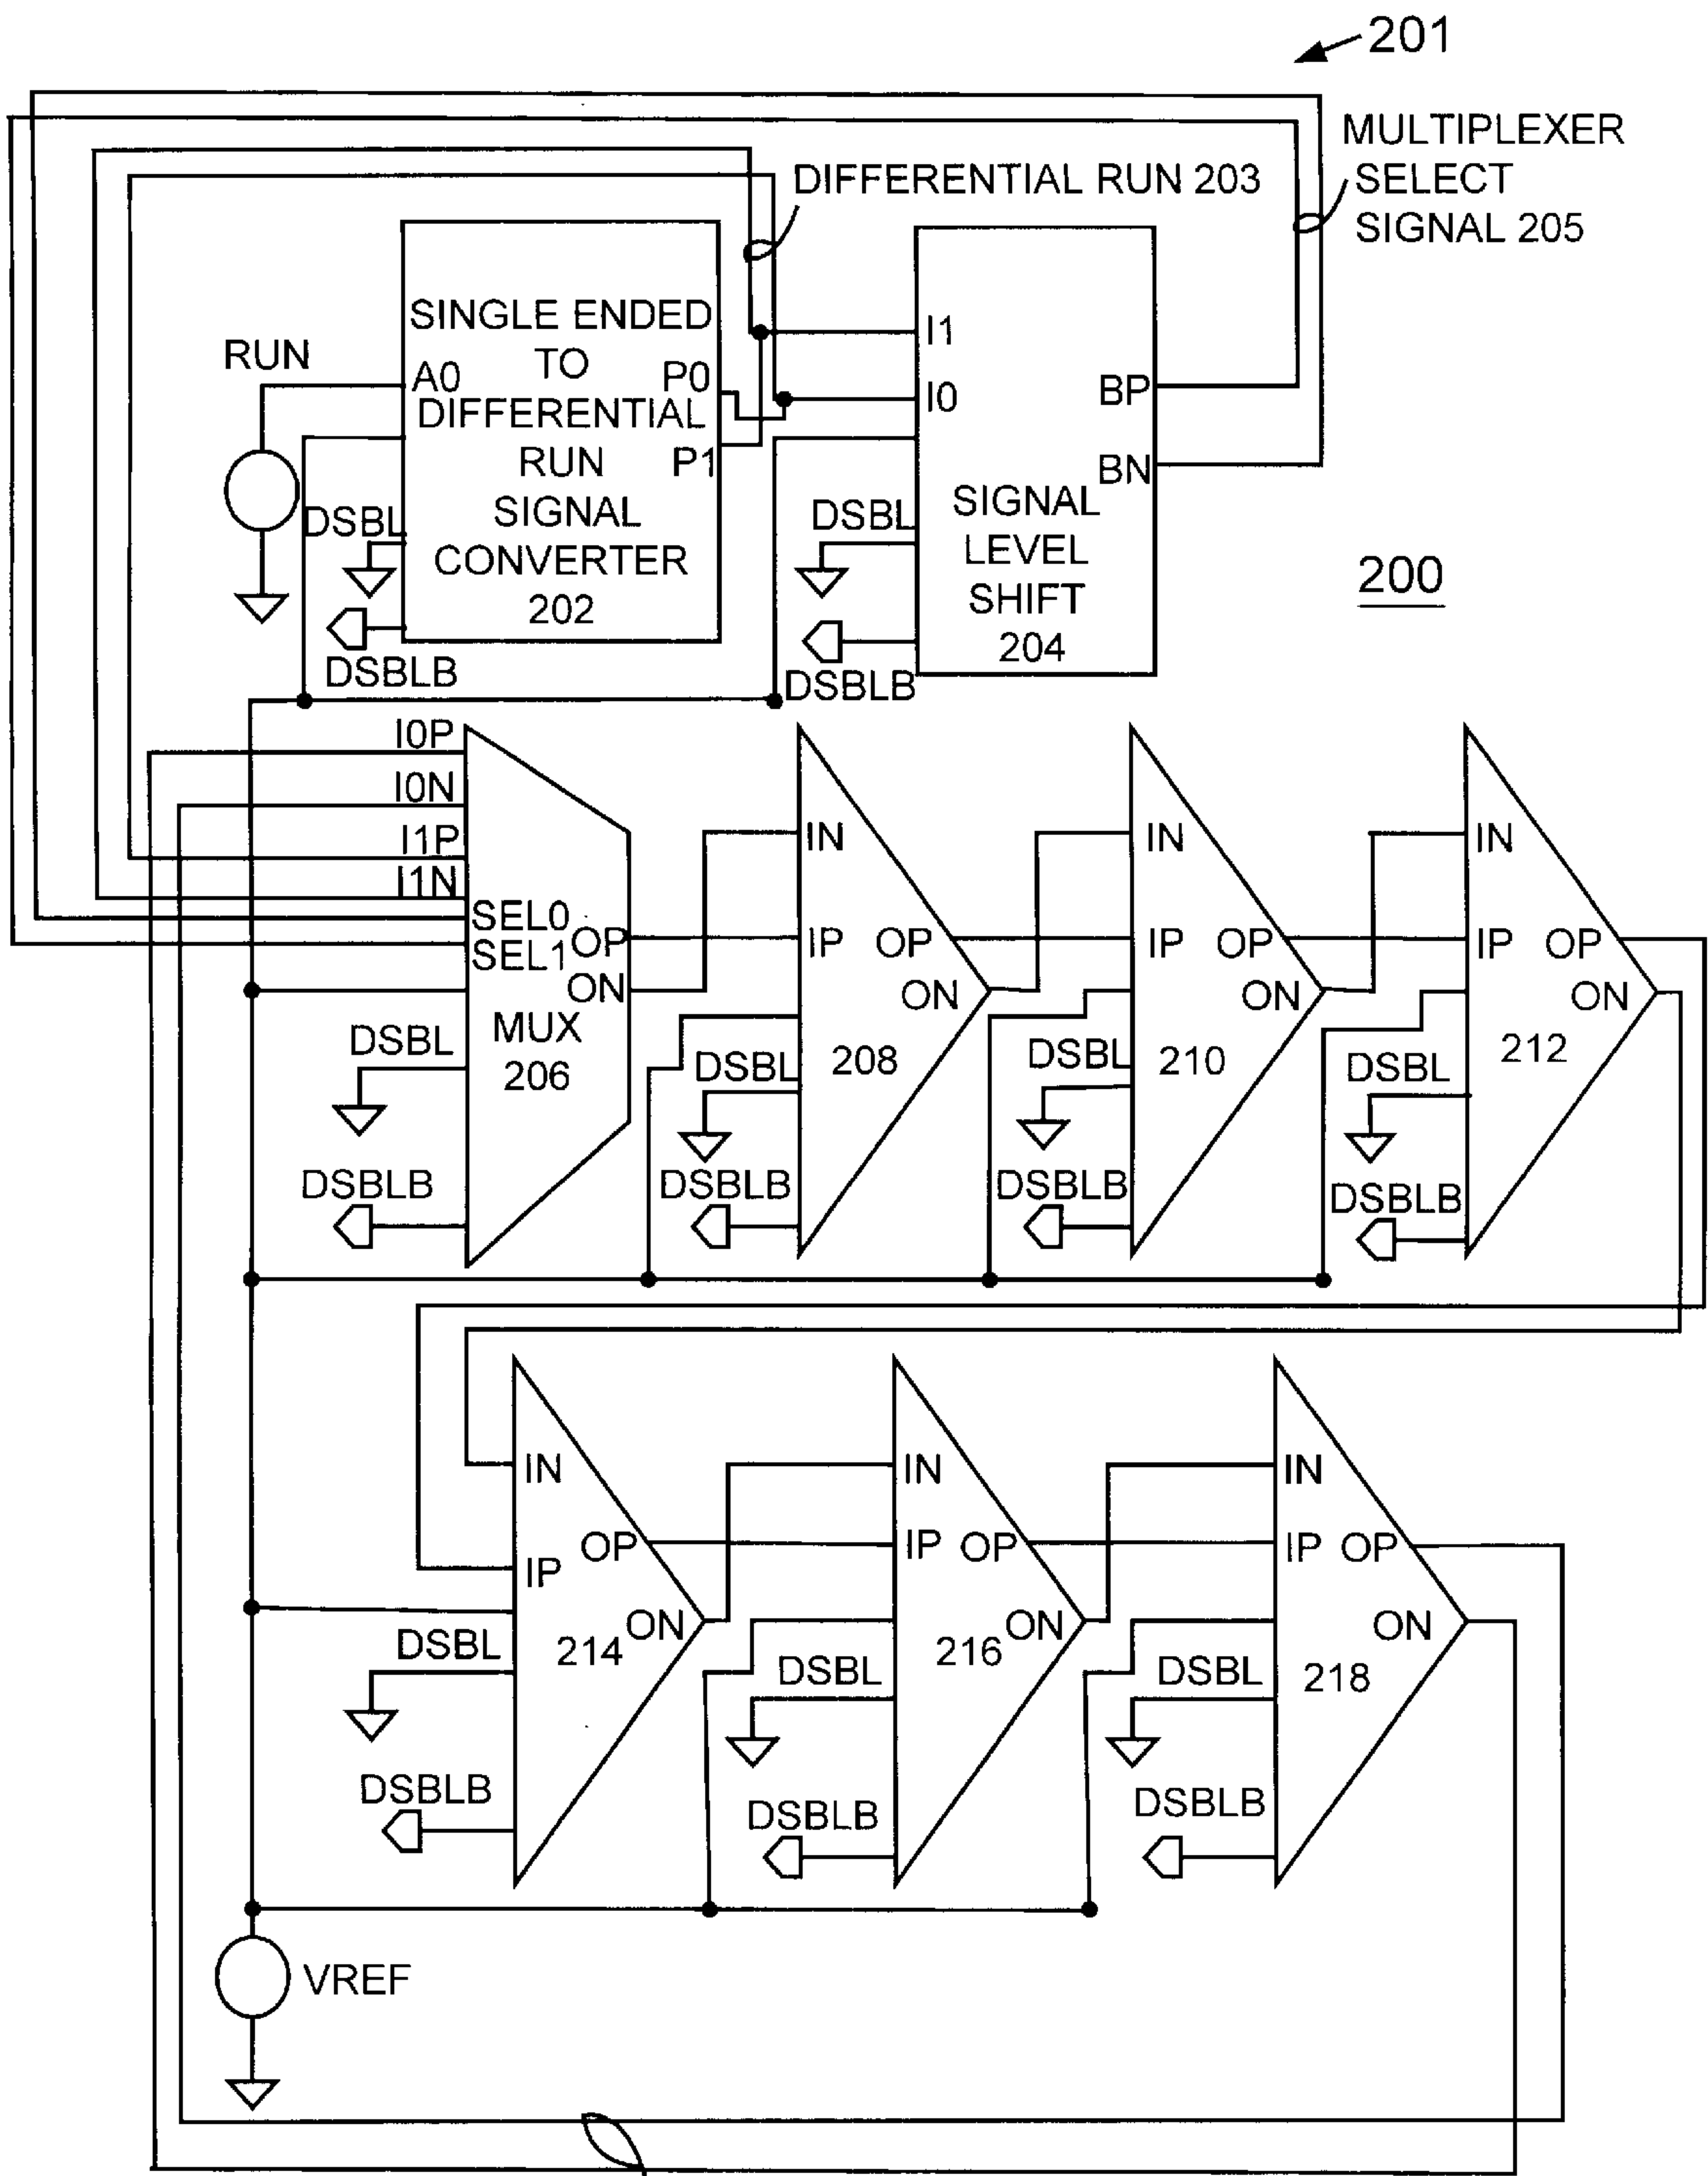 201
MULTIPLEXER
SELECT
SIGNAL 205
DIFFERENTIAL RUN 203
RUN
A0
SINGLE ENDED
TO
DIFFERENTIAL
RUN
SIGNAL
CONVERTER
202
P0
P1
DSBL
DSBLB
I1
I0
BP
BN
SIGNAL
LEVEL
SHIFT
204
DSBL
DSBLB
200
I0P
I0N
I1P
I1N
SEL0
SEL1
OP
ON
MUX
206
DSBL
DSBLB
IN
IP
OP
ON
208
DSBL
DSBLB
IN
IP
OP
ON
210
DSBL
DSBLB
IN
IP
OP
ON
212
DSBL
DSBLB
IN
IP
OP
ON
214
DSBL
DSBLB
IN
IP
OP
ON
216
DSBL
DSBLB
IN
IP
OP
ON
218
DSBL
DSBLB
VREF